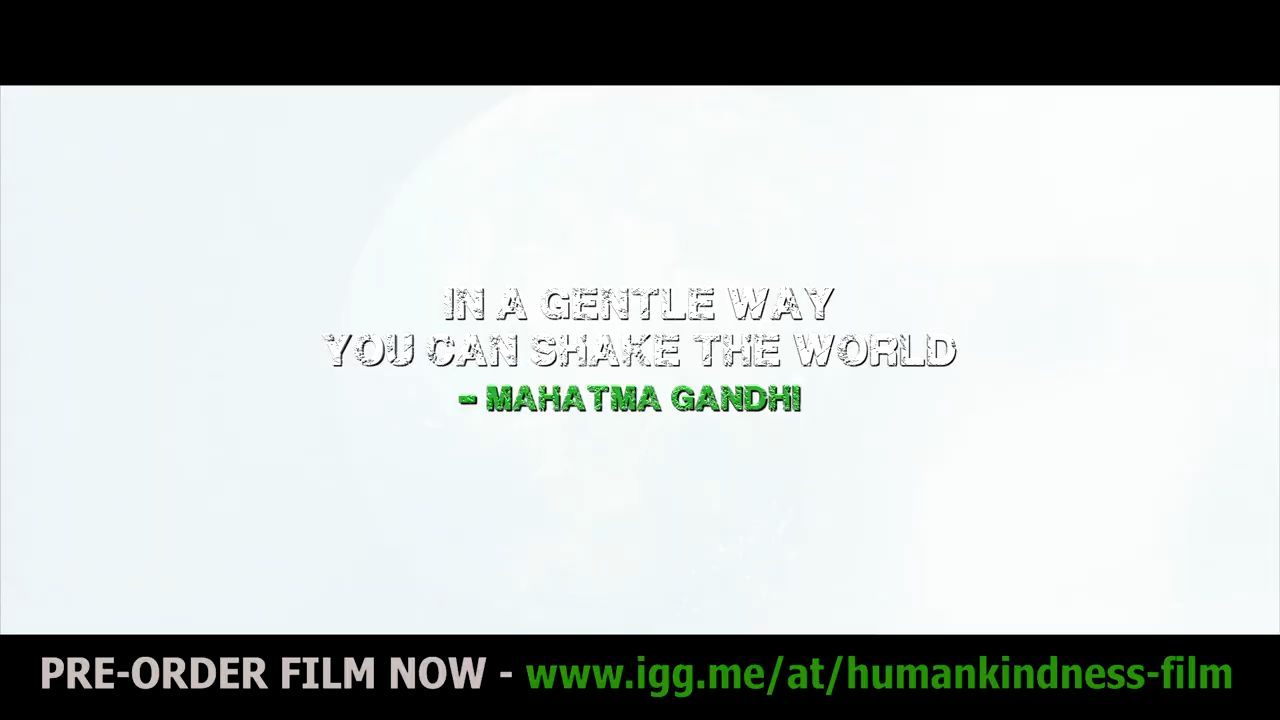 IN A GENTLE WAY
YOU CAN SHAKE THE WORLD
- MAHATMA GANDHI
PRE-ORDER FILM NOW - www.igg.me/at/humankindness-film